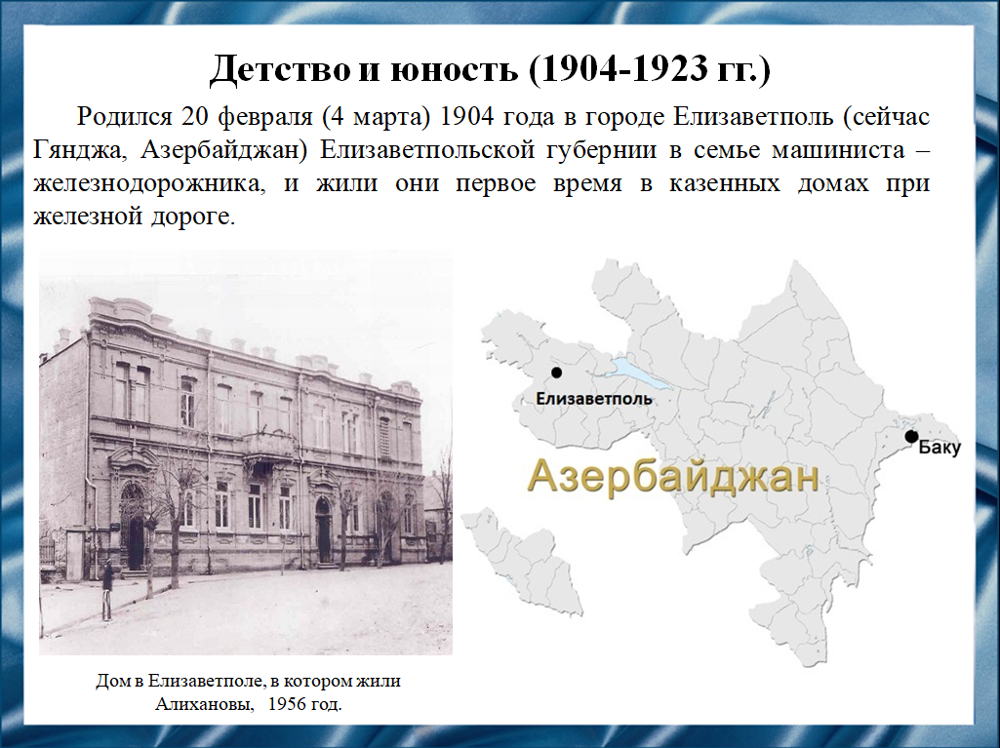 Детство и юность (1904-1923 гг.)
Родился 20 февраля (4 марта) 1904 года в городе Елизаветполь (сейчас
Гянджа, Азербайджан) Елизаветпольской губернии в семье машиниста –
железнодорожника, и жили они первое время в казенных домах при
железной дороге.
Елизаветполь
Баку
Азербайджан
Дом в Елизаветполе, в котором жили
Алихановы, 1956 год.